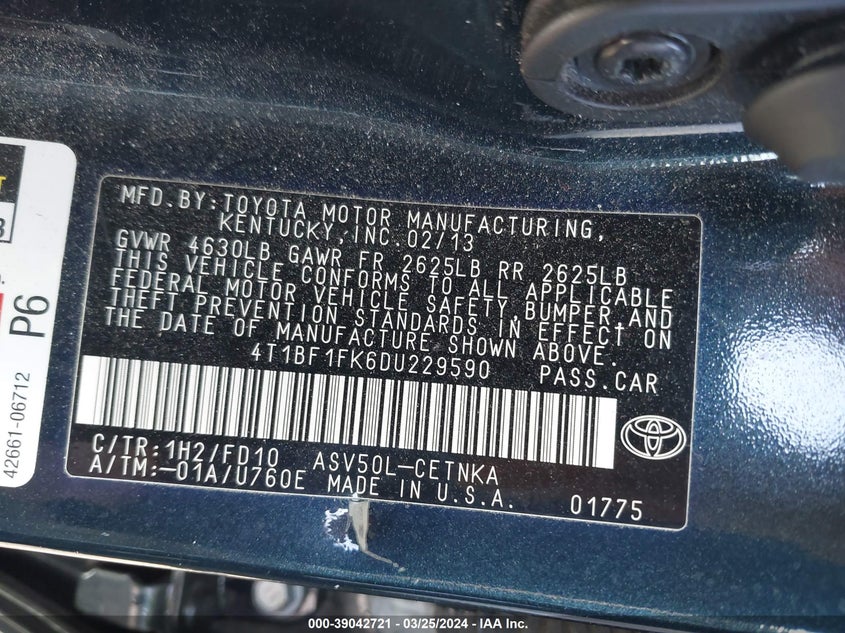 MFD.BY:TOYOTA MOTOR MANUFACTURING,
KENTUCKY,INC.02/13
GVWR 4630LB GAWR FR 2625LB RR 2625LB
THIS VEHICLE CONFORMS TO ALL APPLICABLE
FEDERAL MOTOR VEHICLE SAFETY,BUMPER,AND
THEFT PREVENTION STANDARDS IN EFFECT ON
THE DATE OF MANUFACTURE SHOWN ABOVE.
4T1BF1FK6DU229590 PASS.CAR
C/TR:1H2/FD10 ASV50L-CETNKA
A/TM:-01A/U760E MADE IN U.S.A. 01775
P6
42661-06712
000-39042721 - 03/25/2024 - IAA Inc.